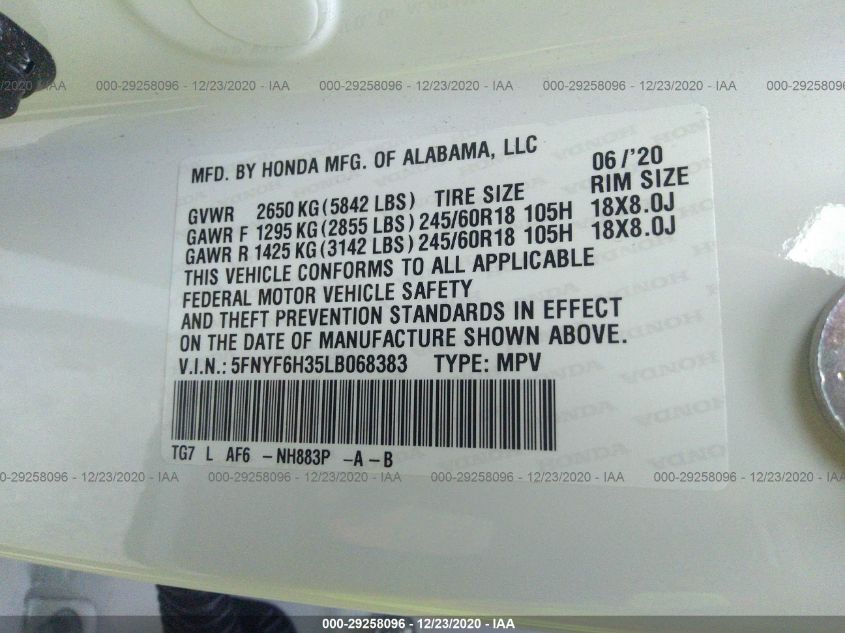 000-29258096 - 12/23/2020 - IAA 000-29258096 - 12/23/2020 - IAA 000-29258096 - 12/23/2020 - IAA
MFD. BY HONDA MFG. OF ALABAMA, LLC 06/'20
GVWR 2650 KG (5842 LBS) TIRE SIZE RIM SIZE
GAWR F 1295 KG (2855 LBS) 245/60R18 105H 18X8.0J
GAWR R 1425 KG (3142 LBS) 245/60R18 105H 18X8.0J
THIS VEHICLE CONFORMS TO ALL APPLICABLE
FEDERAL MOTOR VEHICLE SAFETY
AND THEFT PREVENTION STANDARDS IN EFFECT
ON THE DATE OF MANUFACTURE SHOWN ABOVE.
V.I.N.: 5FNYF6H35LB068383 TYPE: MPV
TG7 L AF6 - NH883P - A - B
000-29258096 - 12/23/2020 - IAA 000-29258096 - 12/23/2020 - IAA 000-29258096 - 12/23/2020 - IAA
000-29258096 - 12/23/2020 - IAA